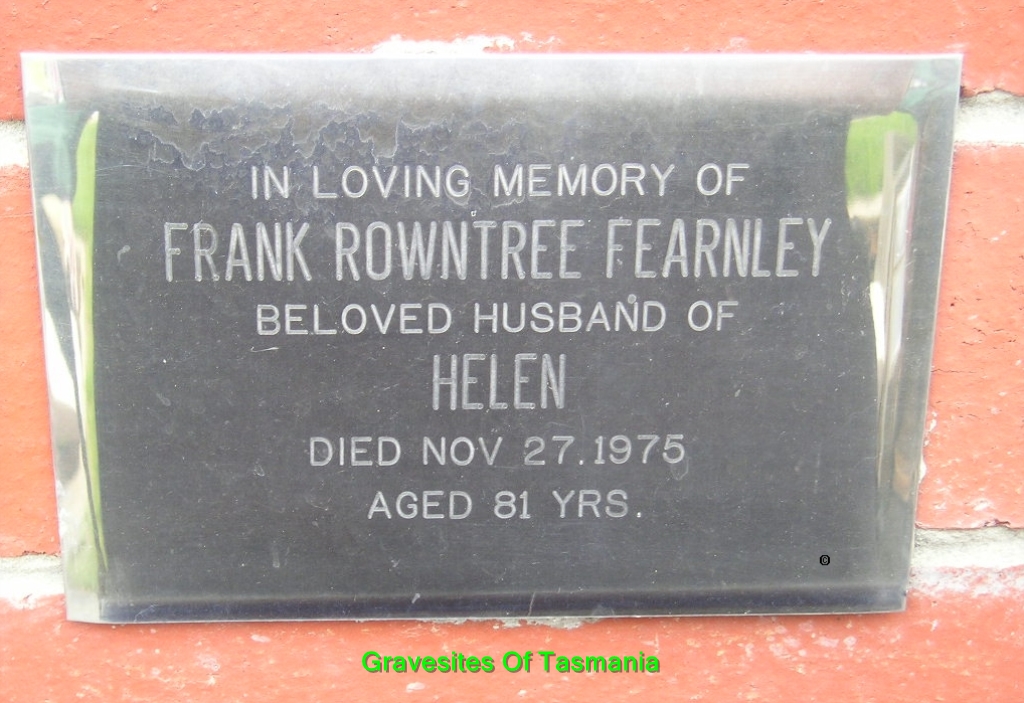 IN LOVING MEMORY OF
FRANK ROWNTREE FEARNLEY
BELOVED HUSBAND OF
HELEN
DIED NOV 27.1975
AGED 81 YRS.
©
Gravesites Of Tasmania